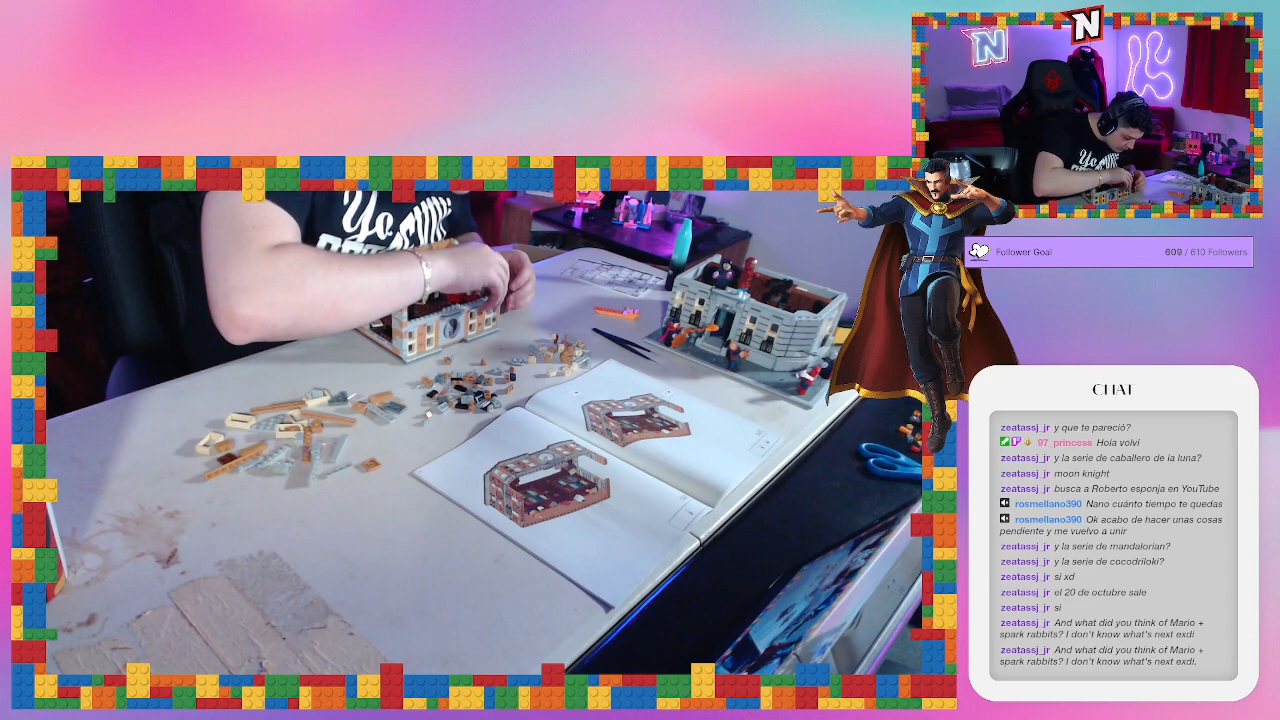 N
N
Follower Goal
609 / 610 Followers
CHAT
zeatassj_jr y que te pareció?
97_princess Hola volvi
zeatassj_jr y la serie de caballero de la luna?
zeatassj_jr moon knight
zeatassj_jr busca a Roberto esponja en YouTube
rosmellano390 Nano cuánto tiempo te quedas
rosmellano390 Ok acabo de hacer unas cosas
pendiente y me vuelvo a unir
zeatassj_jr y la serie de mandalorian?
zeatassj_jr y la serie de cocodriloki?
zeatassj_jr si xd
zeatassj_jr el 20 de octubre sale
zeatassj_jr si
zeatassj_jr And what did you think of Mario +
spark rabbits? I don't know what's next exdi
zeatassj_jr And what did you think of Mario +
spark rabbits? I don't know what's next exdi.